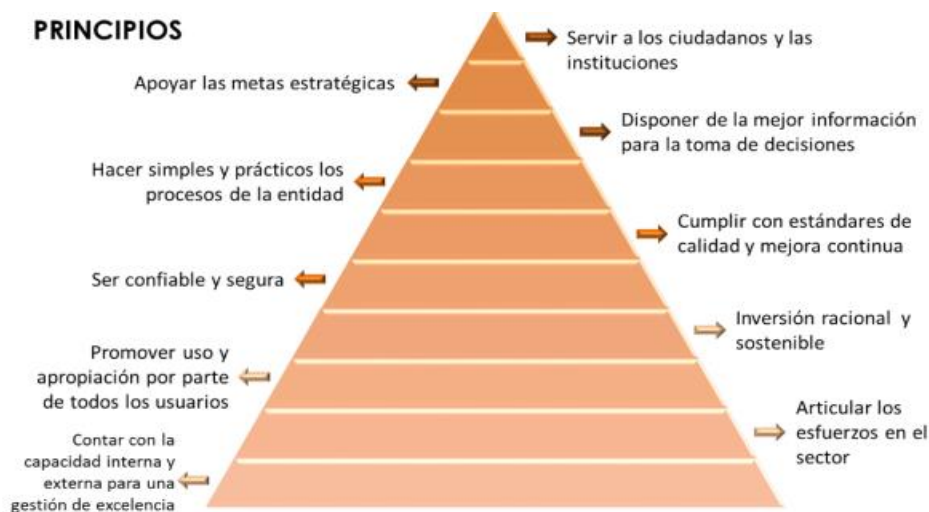 PRINCIPIOS
Servir a los ciudadanos y las
instituciones
Apoyar las metas estratégicas
Disponer de la mejor información
para la toma de decisiones
Hacer simples y prácticos los
procesos de la entidad
Cumplir con estándares de
calidad y mejora continua
Ser confiable y segura
Inversión racional y
sostenible
Promover uso y
apropiación por parte
de todos los usuarios
Articular los
esfuerzos en el
sector
Contar con la
capacidad interna y
externa para una
gestión de excelencia